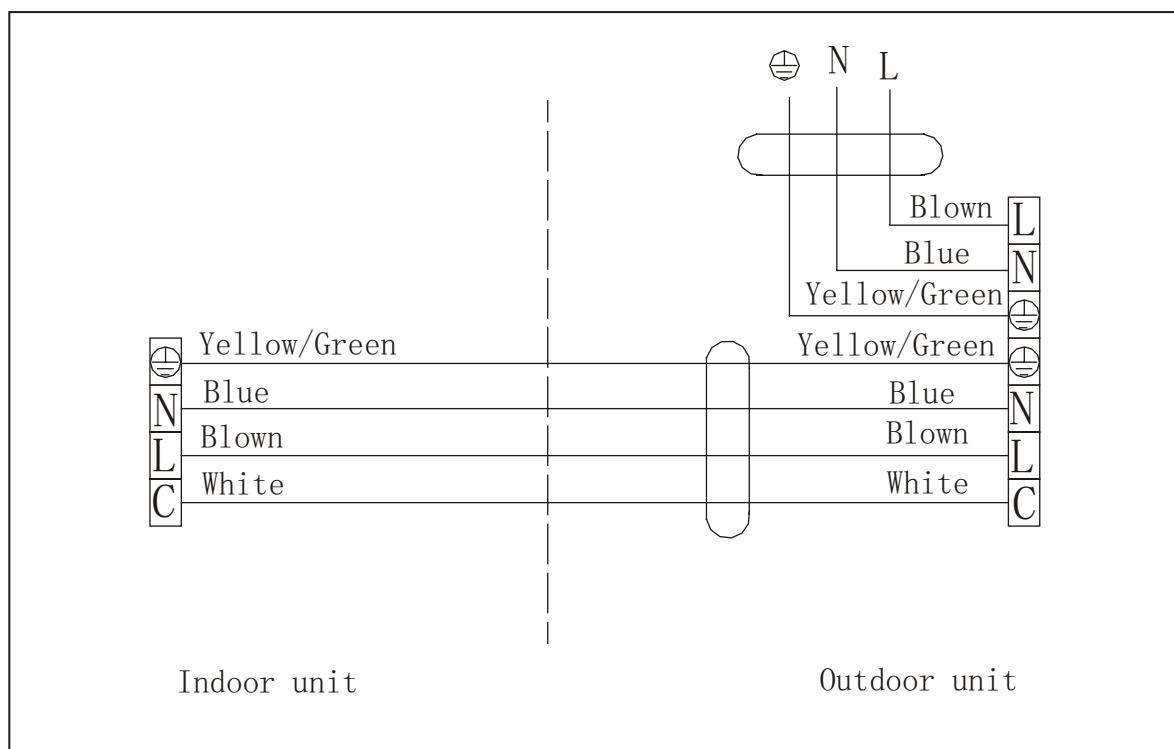 N L
Blown L
Blue N
Yellow/Green
Yellow/Green Yellow/Green
N Blue Blue N
L Blown Blown L
C White White C
Indoor unit Outdoor unit